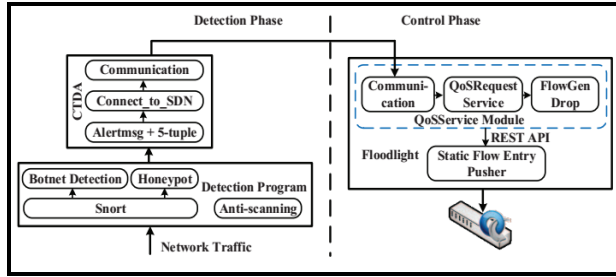 Detection Phase
Control Phase
CTDA
Communication
Connect_to_SDN
Alertmsg + 5-tuple
Botnet Detection
Honeypot
Detection Program
Snort
Anti-scanning
Network Traffic
Communi-
cation
QoSRequest
Service
FlowGen
Drop
QoSService Module
REST API
Floodlight
Static Flow Entry
Pusher